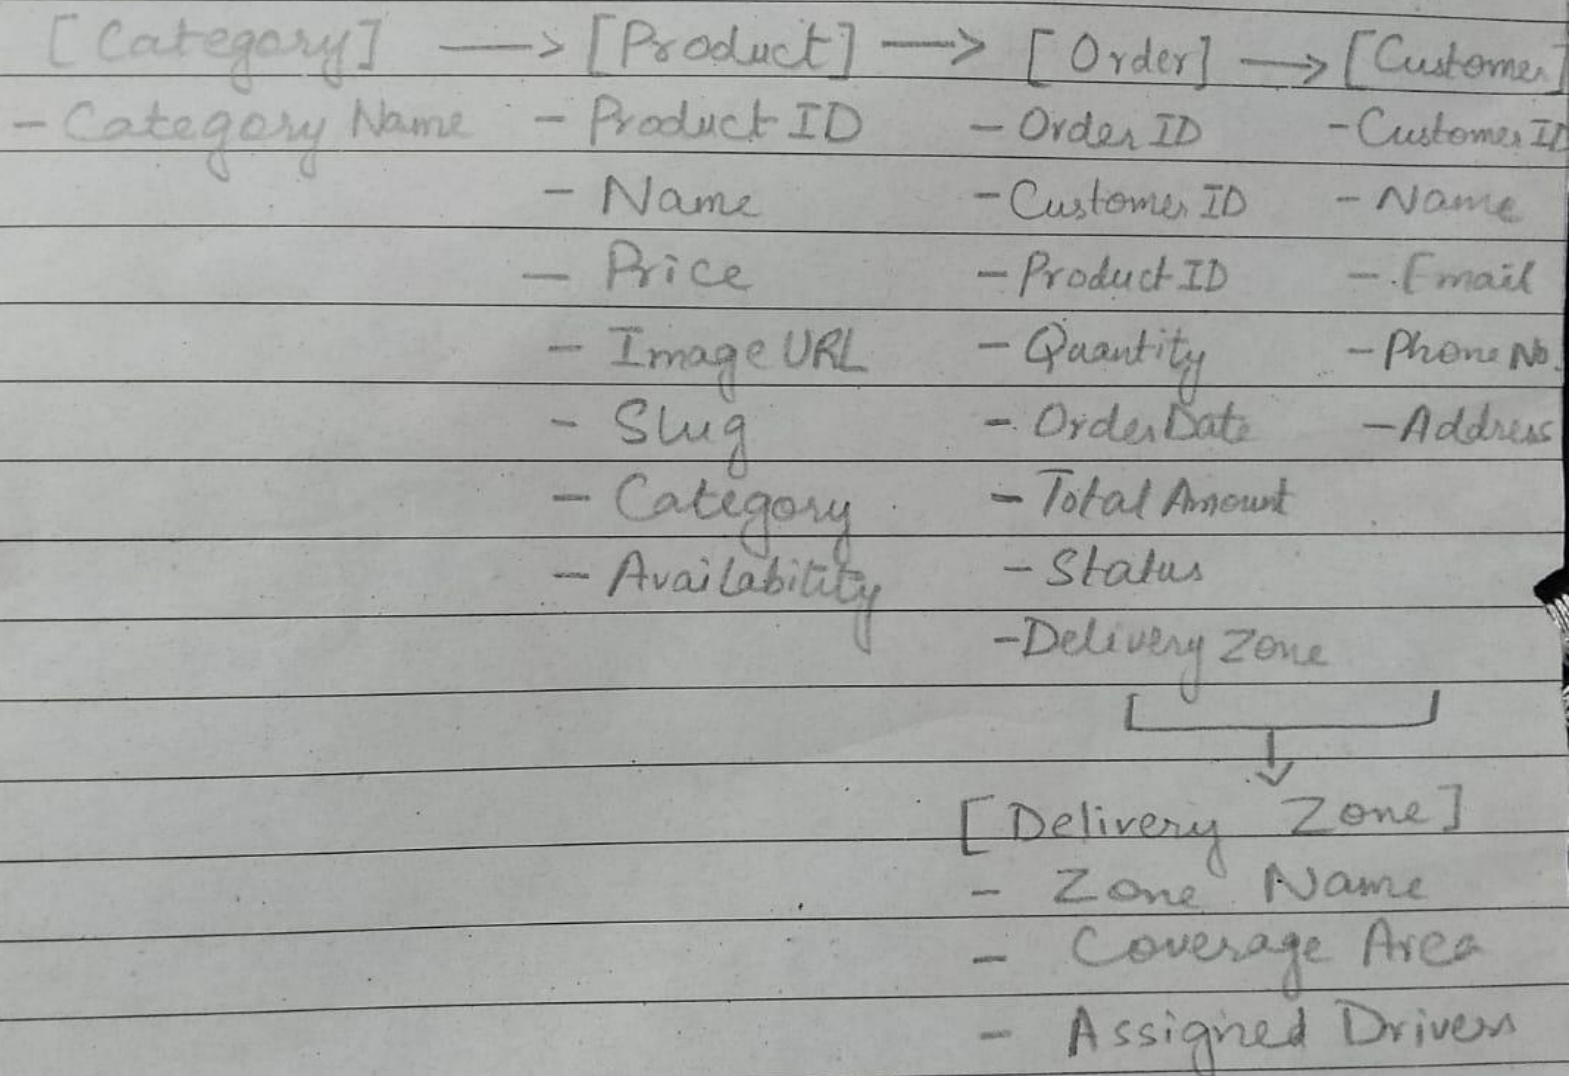 [Category] → [Product] → [Order] → [Customer]
- Category Name - Product ID - Order ID - Customer ID
- Name - Customer ID - Name
- Price - Product ID - Email
- Image URL - Quantity - Phone No.
- Slug - Order Date - Address
- Category - Total Amount
- Availability - Status
- Delivery Zone
[Delivery Zone]
- Zone Name
- Coverage Area
- Assigned Drivers